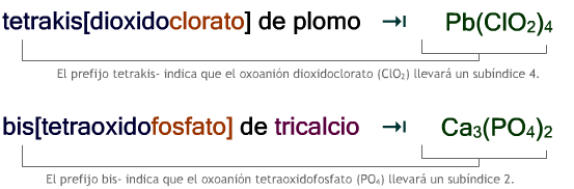 tetrakis[dioxidoclorato] de plomo →I Pb(ClO₂)₄
El prefijo tetrakis- indica que el oxoanión dioxidoclorato (ClO₂) llevará un subíndice 4.
bis[tetraoxidofosfato] de tricalcio →I Ca₃(PO₄)₂
El prefijo bis- indica que el oxoanión tetraoxidofosfato (PO₄) llevará un subíndice 2.